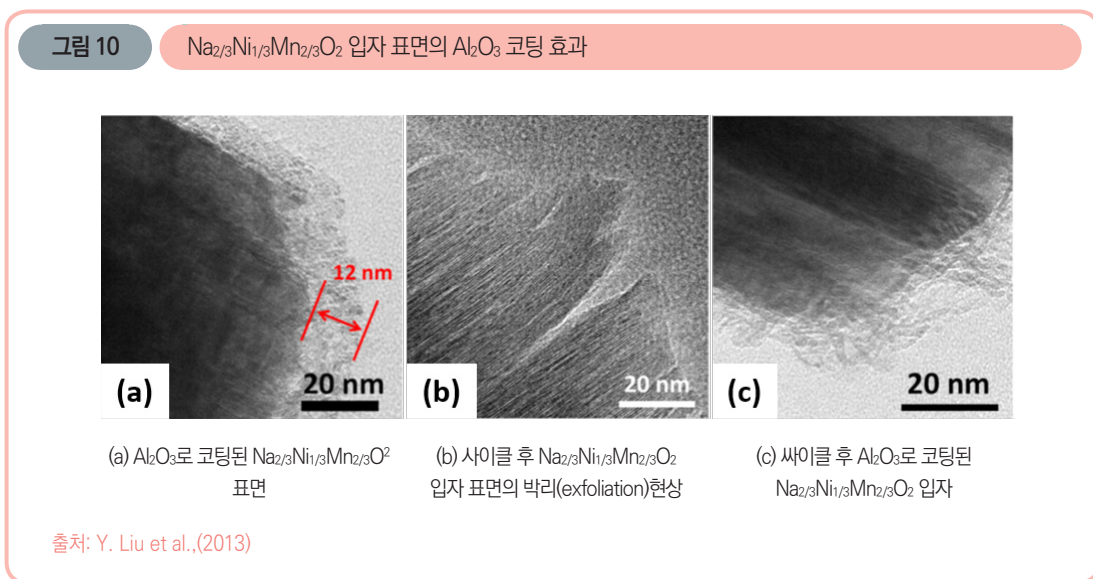 그림 10
Na2/3Ni1/3Mn2/3O2 입자 표면의 Al2O3 코팅 효과
12 nm
(a)
20 nm
(b)
20 nm
(c)
20 nm
(a) Al2O3로 코팅된 Na2/3Ni1/3Mn2/3O²
표면
(b) 사이클 후 Na2/3Ni1/3Mn2/3O2
입자 표면의 박리(exfoliation)현상
(c) 싸이클 후 Al2O3로 코팅된
Na2/3Ni1/3Mn2/3O2 입자
출처: Y. Liu et al.,(2013)